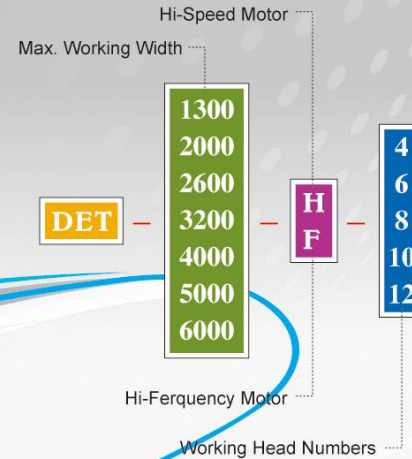 Hi-Speed Motor
Max. Working Width
1300
2000
2600
3200
4000
5000
6000
DET
H
F
4
6
8
10
12
Hi-Ferquency Motor
Working Head Numbers